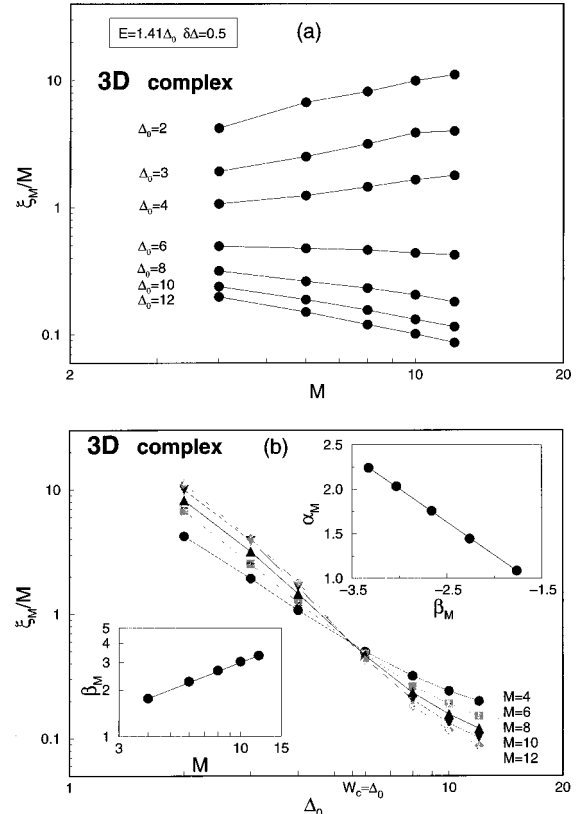 E=1.41Δ₀ δΔ=0.5
(a)
3D complex
10
1
0.1
ξ_M/M
Δ₀=2
Δ₀=3
Δ₀=4
Δ₀=6
Δ₀=8
Δ₀=10
Δ₀=12
2
10
20
M
3D complex
(b)
10
1
0.1
ξ_M/M
2.5
2.0
1.5
1.0
α_M
-3.5
-2.5
-1.5
β_M
5
4
3
2
1
β_M
3
10
15
M
M=4
M=6
M=8
M=10
M=12
1
W_c=Δ₀
10
20
Δ₀